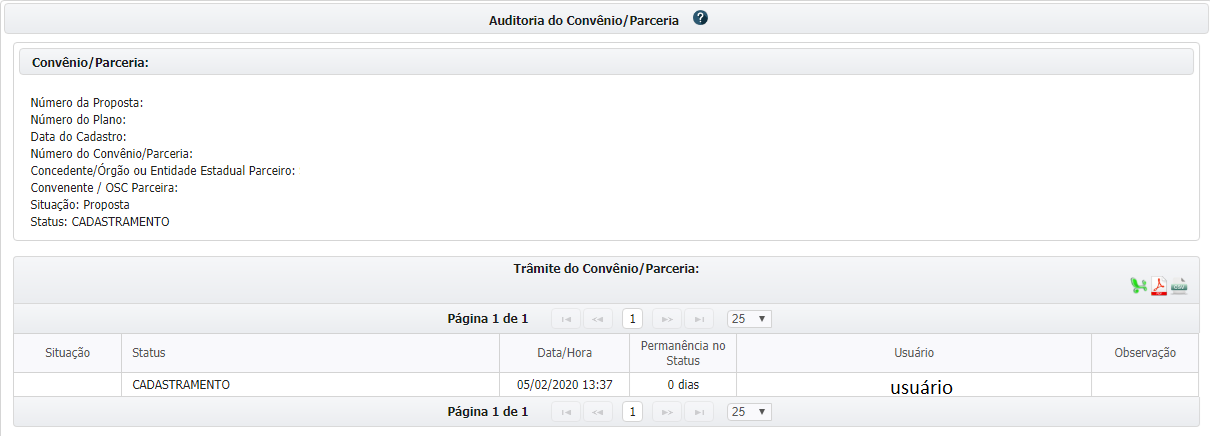 Auditoria do Convênio/Parceria ?
Convênio/Parceria:
Número da Proposta:
Número do Plano:
Data do Cadastro:
Número do Convênio/Parceria:
Concedente/Órgão ou Entidade Estadual Parceiro:
Convenente / OSC Parceira:
Situação: Proposta
Status: CADASTRAMENTO
Trâmite do Convênio/Parceria:
Página 1 de 1 1 25
Situação Status Data/Hora Permanência no Status Usuário Observação
CADASTRAMENTO 05/02/2020 13:37 0 dias usuário
Página 1 de 1 1 25